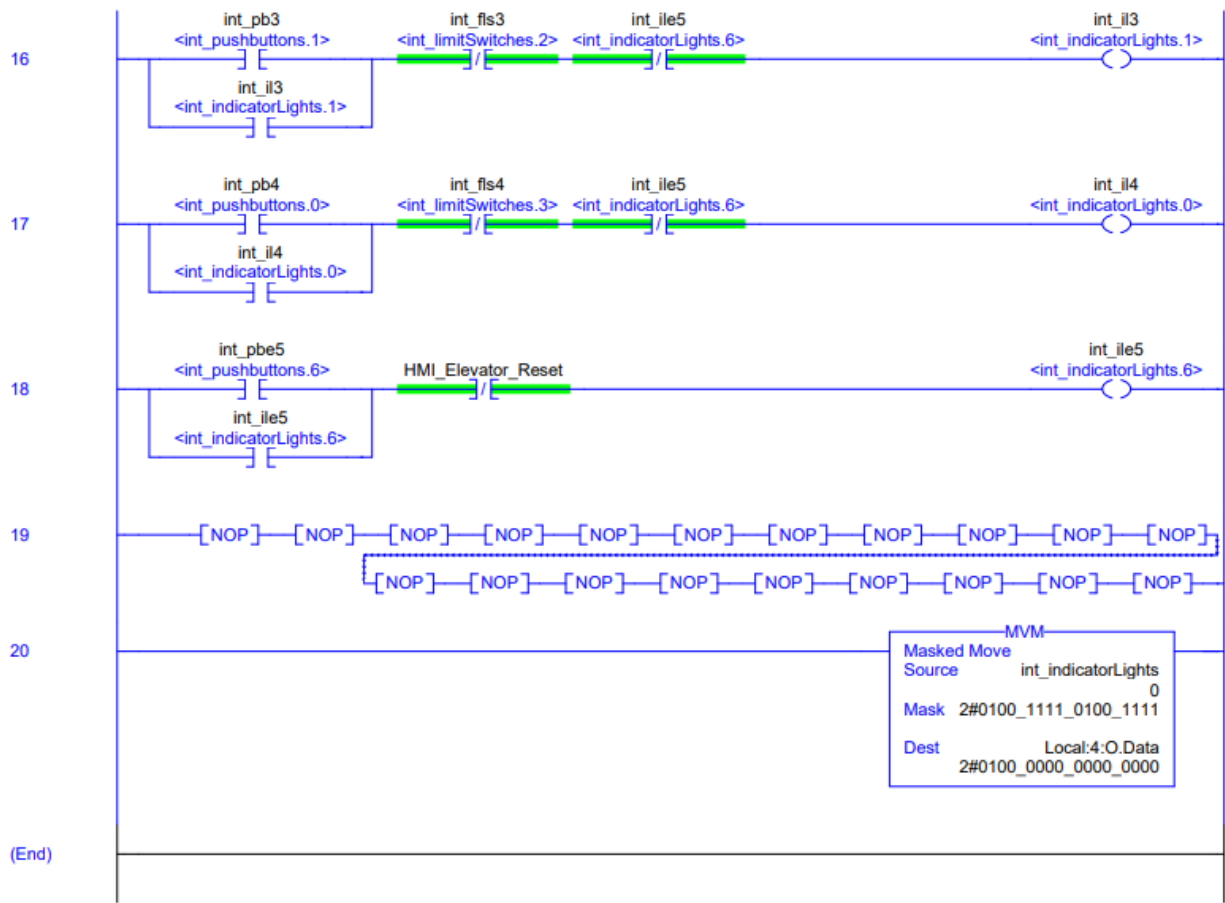 int_pb3 int_fls3 int_ile5 int_il3
<int_pushbuttons.1> <int_limitSwitches.2> <int_indicatorLights.6> <int_indicatorLights.1>
16
int_il3
<int_indicatorLights.1>
int_pb4 int_fls4 int_ile5 int_il4
<int_pushbuttons.0> <int_limitSwitches.3> <int_indicatorLights.6> <int_indicatorLights.0>
17
int_il4
<int_indicatorLights.0>
int_pbe5 int_ile5
<int_pushbuttons.6> HMI_Elevator_Reset <int_indicatorLights.6>
18
int_ile5
<int_indicatorLights.6>
19 NOP NOP NOP NOP NOP NOP NOP NOP NOP NOP NOP
NOP NOP NOP NOP NOP NOP NOP NOP NOP
MVM
20 Masked Move
Source int_indicatorLights
0
Mask 2#0100_1111_0100_1111
Dest Local:4:O.Data
2#0100_0000_0000_0000
(End)